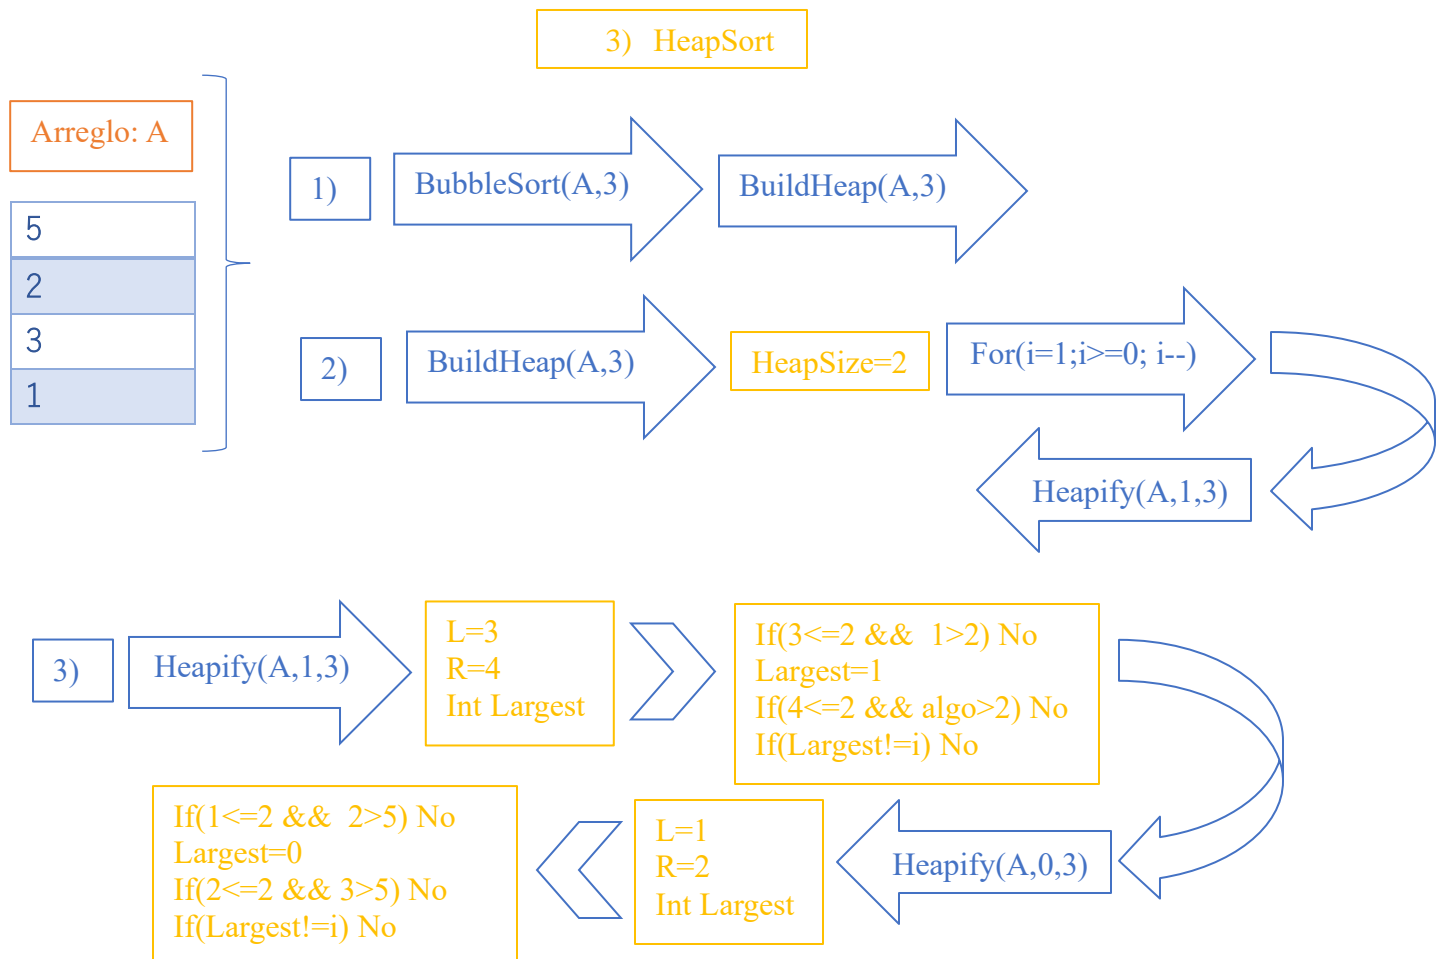 3) HeapSort
Arreglo: A
5
2
3
1
1)
BubbleSort(A,3)
BuildHeap(A,3)
2)
BuildHeap(A,3)
HeapSize=2
For(i=1;i>=0; i--)
Heapify(A,1,3)
3)
Heapify(A,1,3)
L=3
R=4
Int Largest
If(3<=2 && 1>2) No
Largest=1
If(4<=2 && algo>2) No
If(Largest!=i) No
Heapify(A,0,3)
L=1
R=2
Int Largest
If(1<=2 && 2>5) No
Largest=0
If(2<=2 && 3>5) No
If(Largest!=i) No